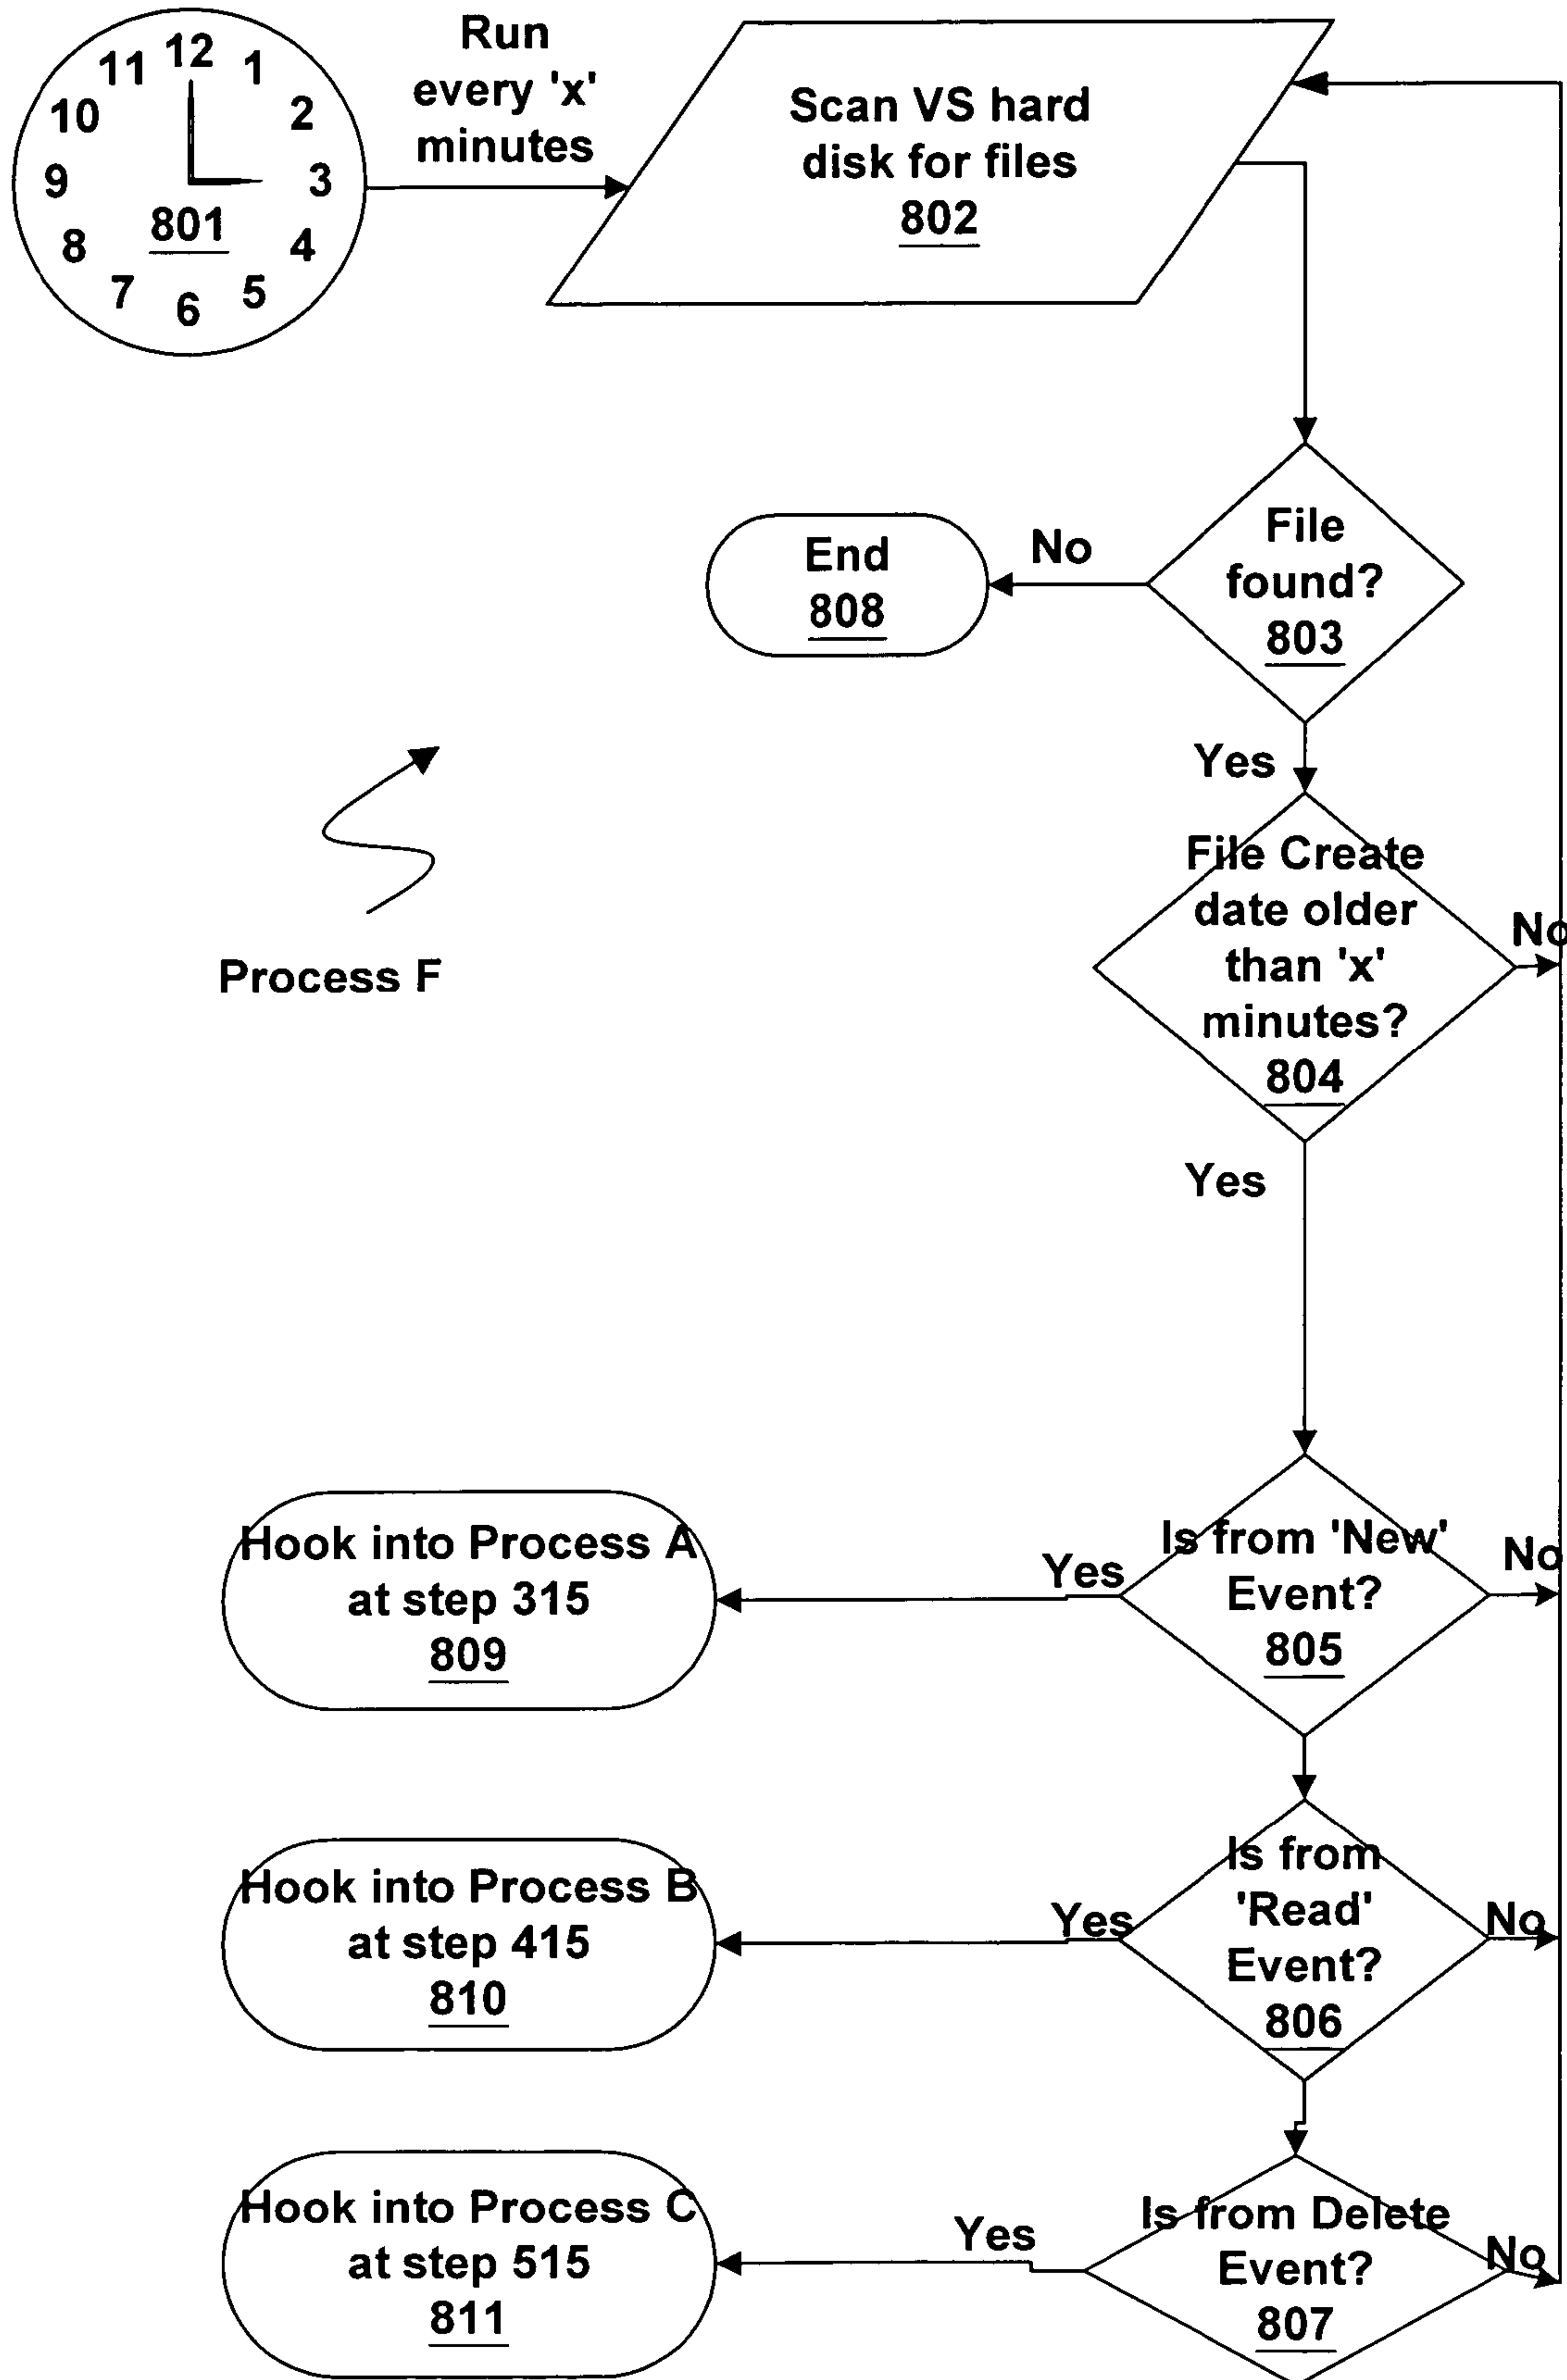 12
1
2
3
4
5
6
7
8
9
10
11
801
Run
every 'x'
minutes
Scan VS hard
disk for files
802
File
found?
803
No
End
808
Yes
File Create
date older
than 'x'
minutes?
804
No
Process F
Yes
Is from 'New'
Event?
805
No
Yes
Hook into Process A
at step 315
809
Is from
'Read'
Event?
806
No
Yes
Hook into Process B
at step 415
810
Is from Delete
Event?
807
No
Yes
Hook into Process C
at step 515
811